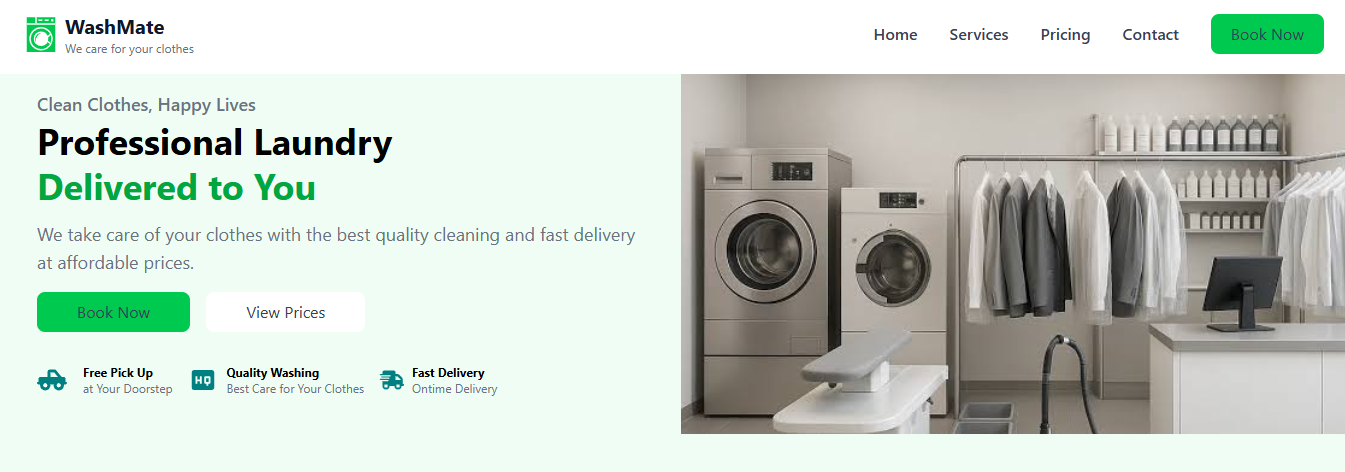 WashMate
We care for your clothes
Home Services Pricing Contact Book Now
Clean Clothes, Happy Lives
Professional Laundry
Delivered to You
We take care of your clothes with the best quality cleaning and fast delivery
at affordable prices.
Book Now View Prices
Free Pick Up
at Your Doorstep
HQ
Quality Washing
Best Care for Your Clothes
Fast Delivery
Ontime Delivery